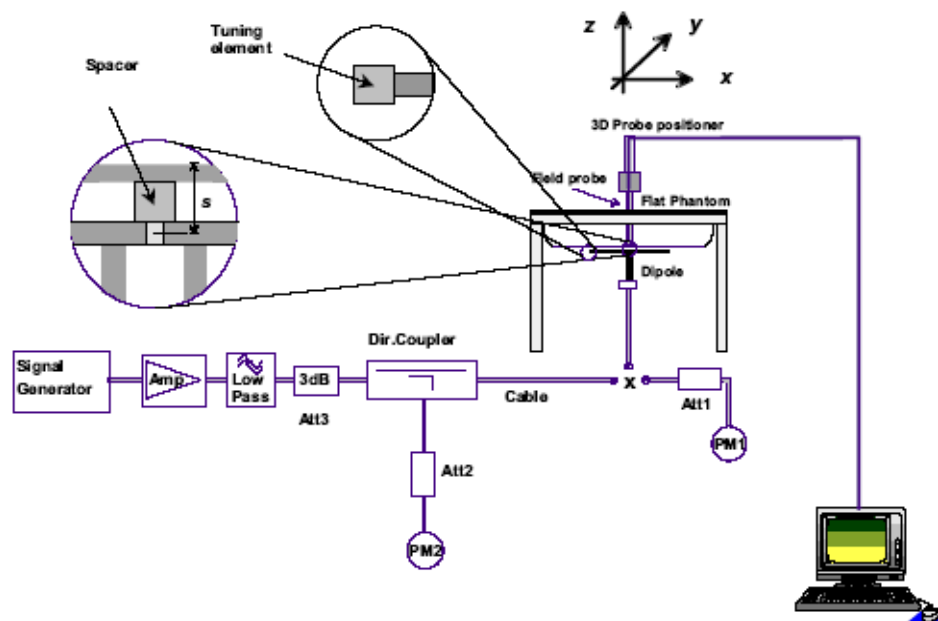 Tuning
element
z
y
x
Spacer
3D Probe positioner
Field probe
Flat Phantom
s
Dipole
Dir.Coupler
Signal
Generator
Amp
Low
Pass
3dB
Att3
Cable
x
Att1
PM1
Att2
PM2